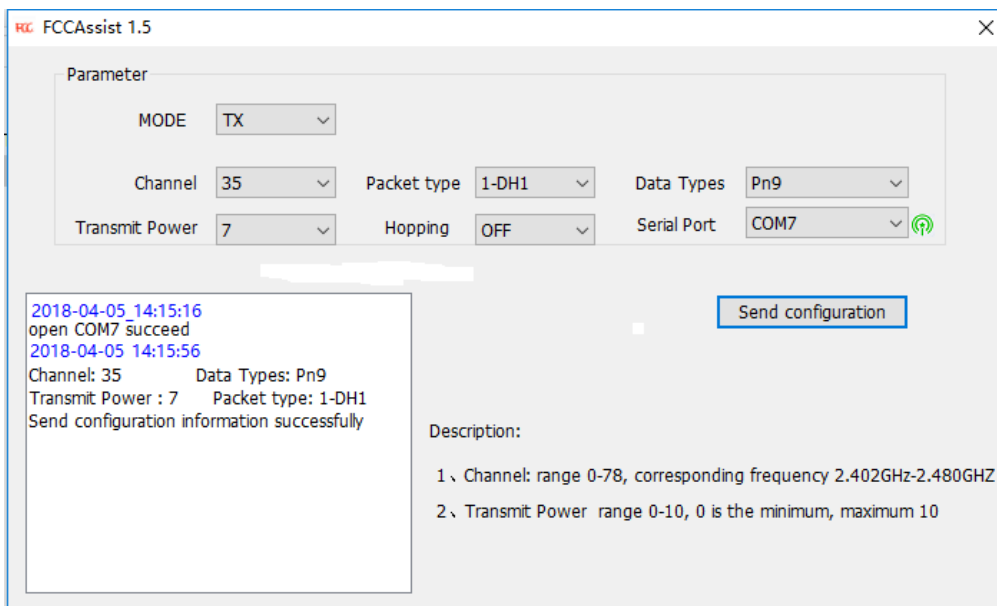 FCC FCCAssist 1.5
Parameter
MODE TX
Channel 35 Packet type 1-DH1 Data Types Pn9
Transmit Power 7 Hopping OFF Serial Port COM7
2018-04-05_14:15:16
open COM7 succeed
2018-04-05 14:15:56
Channel: 35 Data Types: Pn9
Transmit Power : 7 Packet type: 1-DH1
Send configuration information successfully
Send configuration
Description:
1、Channel: range 0-78, corresponding frequency 2.402GHz-2.480GHZ
2、Transmit Power range 0-10, 0 is the minimum, maximum 10